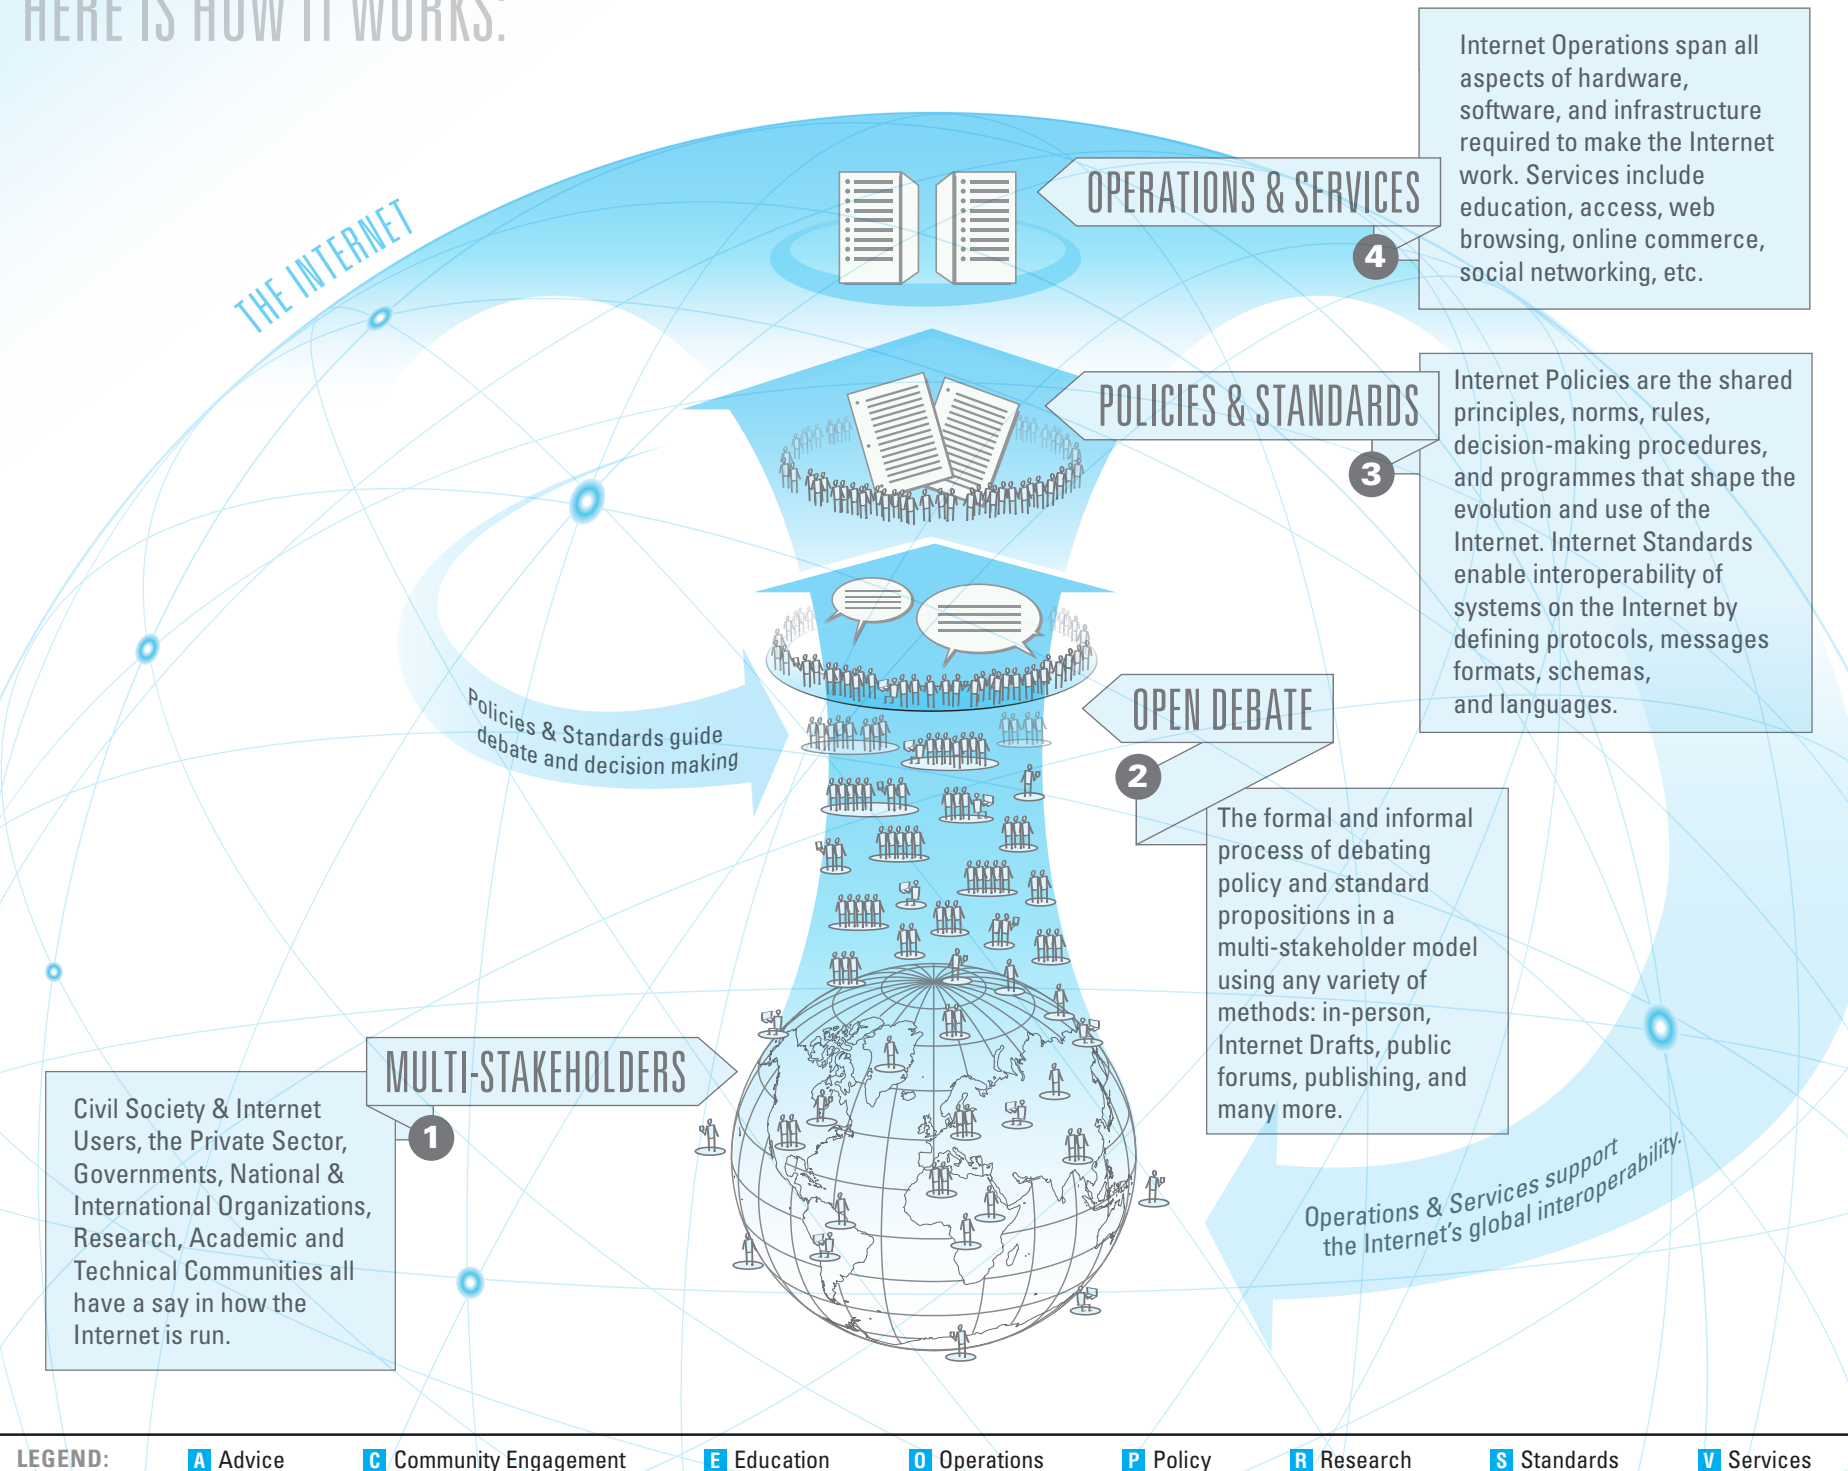 HERE IS HOW IT WORKS:
THE INTERNET
OPERATIONS & SERVICES
4
Internet Operations span all
aspects of hardware,
software, and infrastructure
required to make the Internet
work. Services include
education, access, web
browsing, online commerce,
social networking, etc.
POLICIES & STANDARDS
3
Internet Policies are the shared
principles, norms, rules,
decision-making procedures,
and programmes that shape the
evolution and use of the
Internet. Internet Standards
enable interoperability of
systems on the Internet by
defining protocols, messages
formats, schemas,
and languages.
Policies & Standards guide
debate and decision making
OPEN DEBATE
2
The formal and informal
process of debating
policy and standard
propositions in a
multi-stakeholder model
using any variety of
methods: in-person,
Internet Drafts, public
forums, publishing, and
many more.
MULTI-STAKEHOLDERS
1
Civil Society & Internet
Users, the Private Sector,
Governments, National &
International Organizations,
Research, Academic and
Technical Communities all
have a say in how the
Internet is run.
Operations & Services support
the Internet's global interoperability.
LEGEND: A Advice C Community Engagement E Education O Operations P Policy R Research S Standards V Services